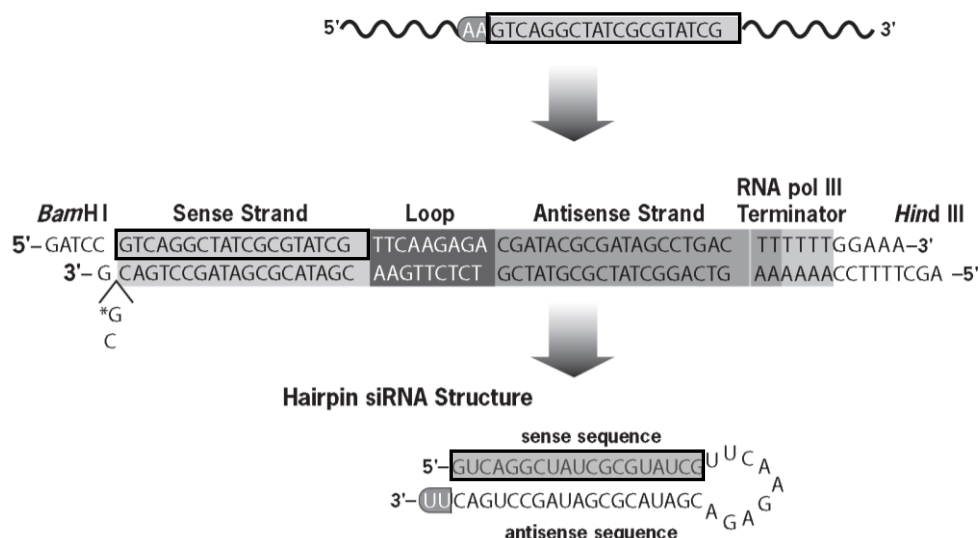 5'
AA GTCAGGCTATCGCGTATCG
3'
RNA pol III
BamH I Sense Strand Loop Antisense Strand Terminator Hind III
5'–GATCC GTCAGGCTATCGCGTATCG TTCAAGAGA CGATACGCGATAGCCTGAC TTTTTTGGAAA–3'
3'– G CAGTCCGATAGCGCATAGC AAGTTCTCT GCTATGCGCTATCGGACTG AAAAAACCTTTTCGA –5'
*G
C
Hairpin siRNA Structure
sense sequence
5'–GUCAGGCUAUCGCGUAUCG UUCAAGAGA
3'–UU CAGUCCGAUAGCGCAUAGC
antisense sequence